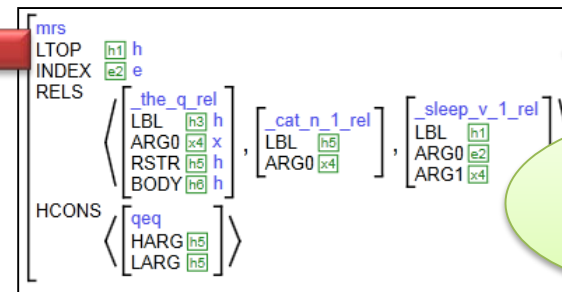 mrs
LTOP h1 h
INDEX e2 e
RELS
_the_q_rel
LBL h3 h
ARG0 x4 x
RSTR h5 h
BODY h6 h
,
_cat_n_1_rel
LBL h5
ARG0 x4
,
_sleep_v_1_rel
LBL h1
ARG0 e2
ARG1 x4
HCONS
qeq
HARG h5
LARG h5